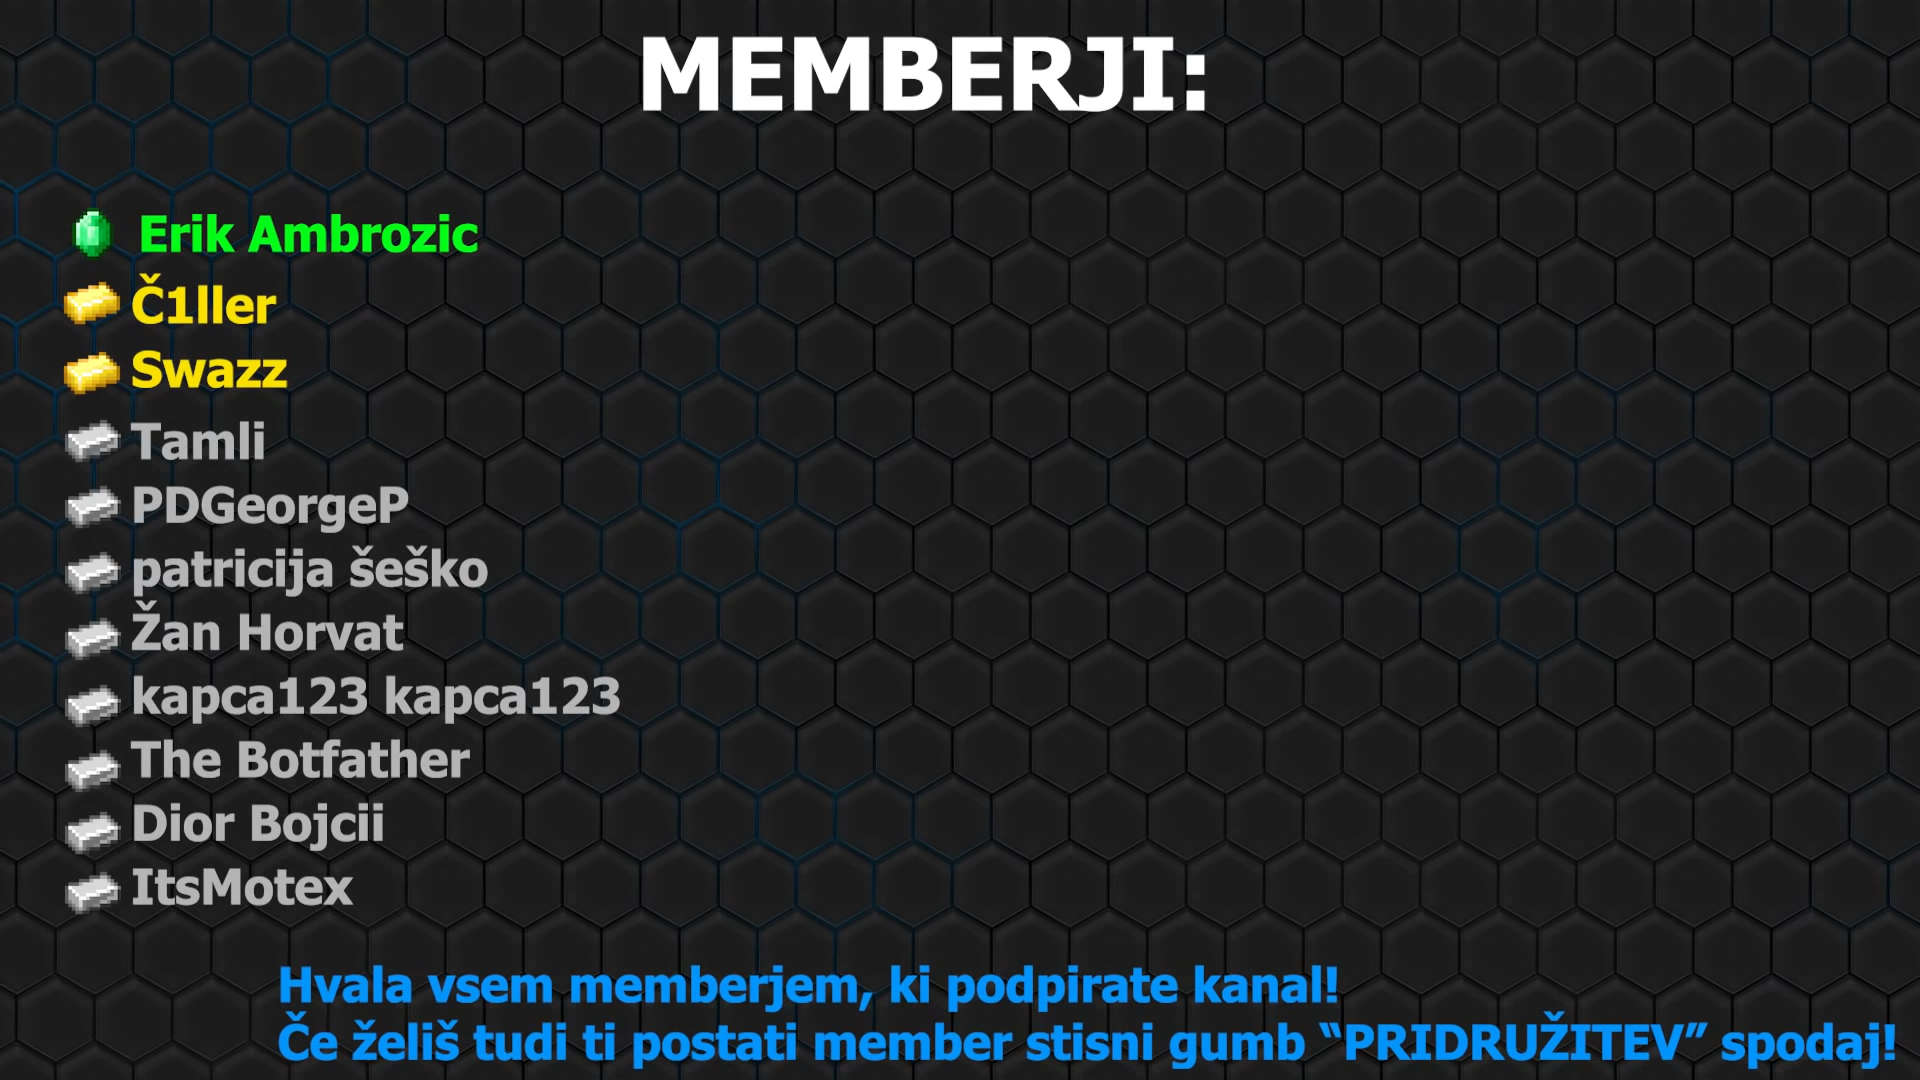 MEMBERJI:
Erik Ambrozic
Č1ller
Swazz
Tamli
PDGeorgeP
patricija šeško
Žan Horvat
kapca123 kapca123
The Botfather
Dior Bojcii
ItsMotex
Hvala vsem memberjem, ki podpirate kanal!
Če želiš tudi ti postati member stisni gumb “PRIDRUŽITEV” spodaj!